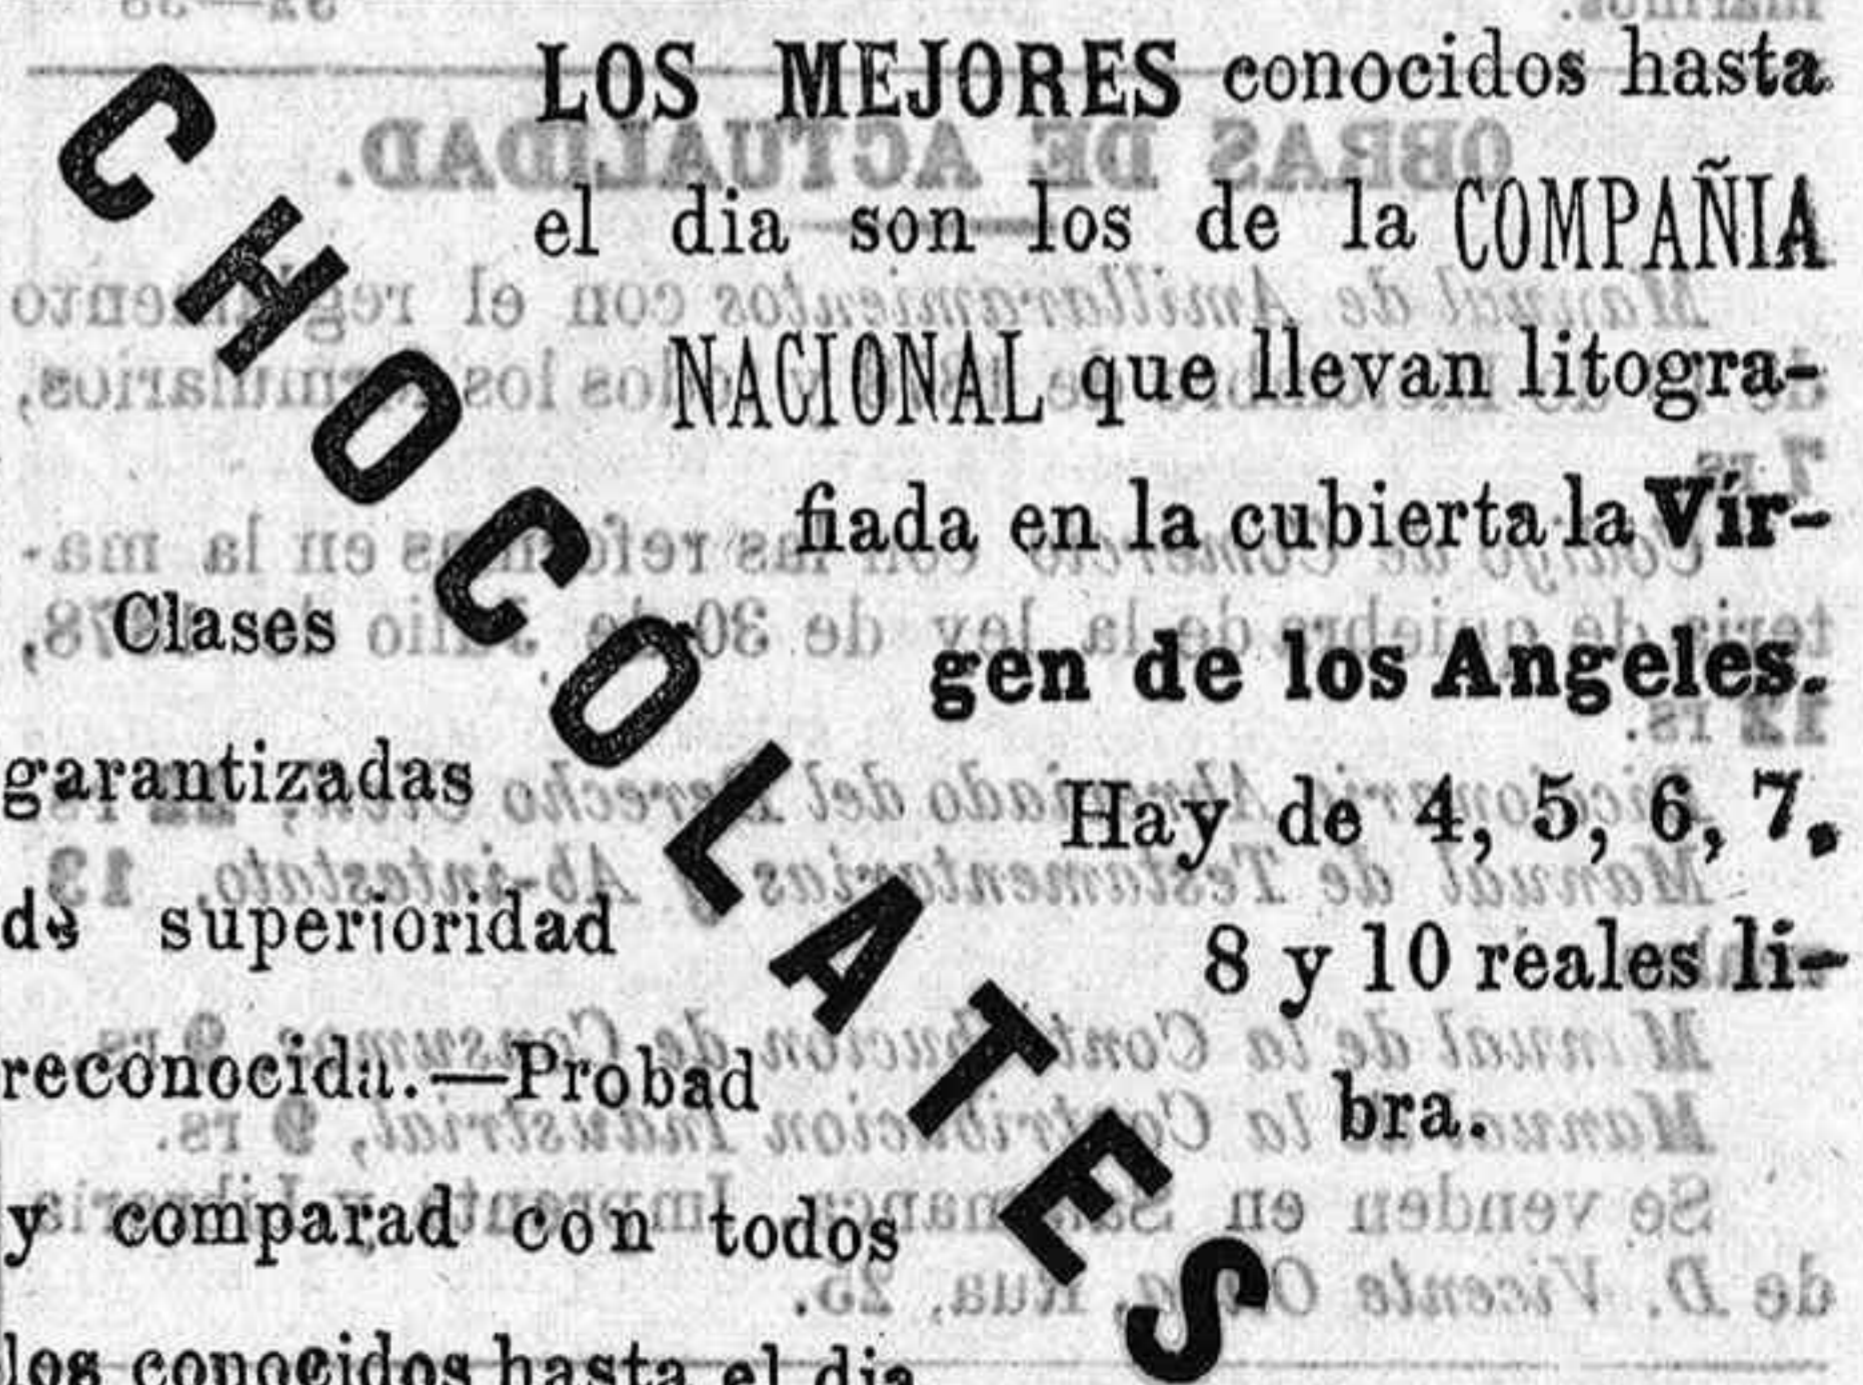 CHOCOLATES
LOS MEJORES conocidos hasta
el dia son los de la COMPAÑIA
NACIONAL que llevan litogra-
fiada en la cubierta la Vír-
gen de los Angeles.
Hay de 4, 5, 6, 7,
8 y 10 reales li-
bra.
Clases
garantizadas
de superioridad
reconocida.—Probad
y comparad con todos
los conocidos hasta el dia